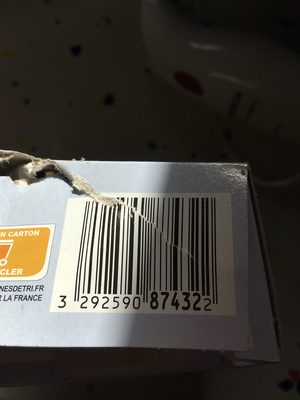 N CARTON
CLER
NESDETRI.FR
R LA FRANCE
3 292590 874322